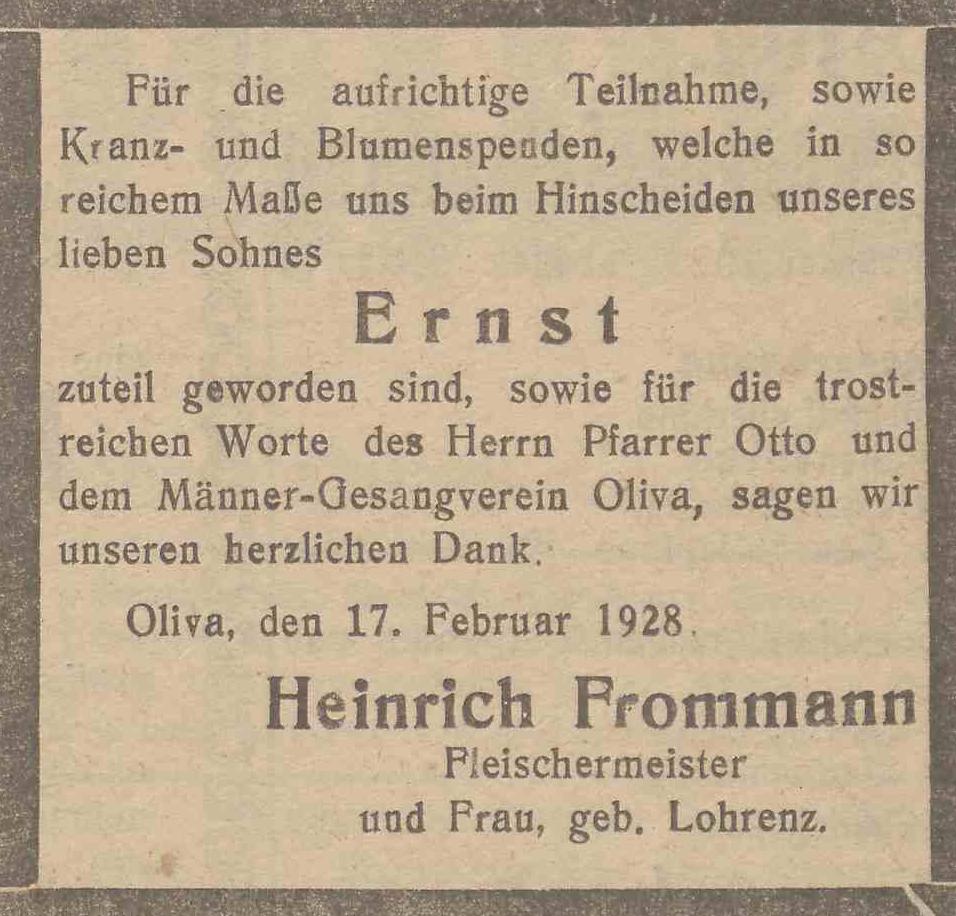 Für die aufrichtige Teilnahme, sowie
Kranz- und Blumenspenden, welche in so
reichem Maße uns beim Hinscheiden unseres
lieben Sohnes
Ernst
zuteil geworden sind, sowie für die trost-
reichen Worte des Herrn Pfarrer Otto und
dem Männer-Gesangverein Oliva, sagen wir
unseren herzlichen Dank.
Oliva, den 17. Februar 1928.
Heinrich Frommann
Fleischermeister
und Frau, geb. Lohrenz.